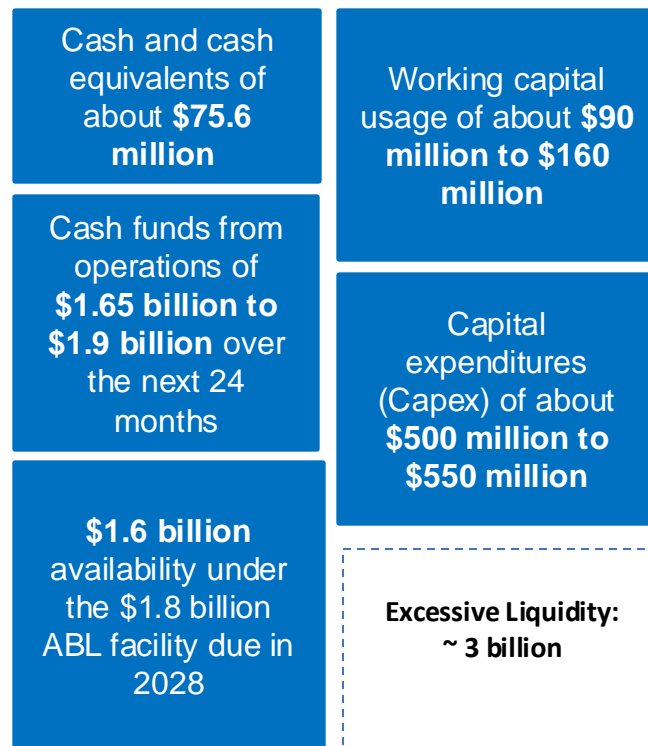 Cash and cash
equivalents of
about $75.6
million
Cash funds from
operations of
$1.65 billion to
$1.9 billion over
the next 24
months
$1.6 billion
availability under
the $1.8 billion
ABL facility due in
2028
Working capital
usage of about $90
million to $160
million
Capital
expenditures
(Capex) of about
$500 million to
$550 million
Excessive Liquidity:
~ 3 billion